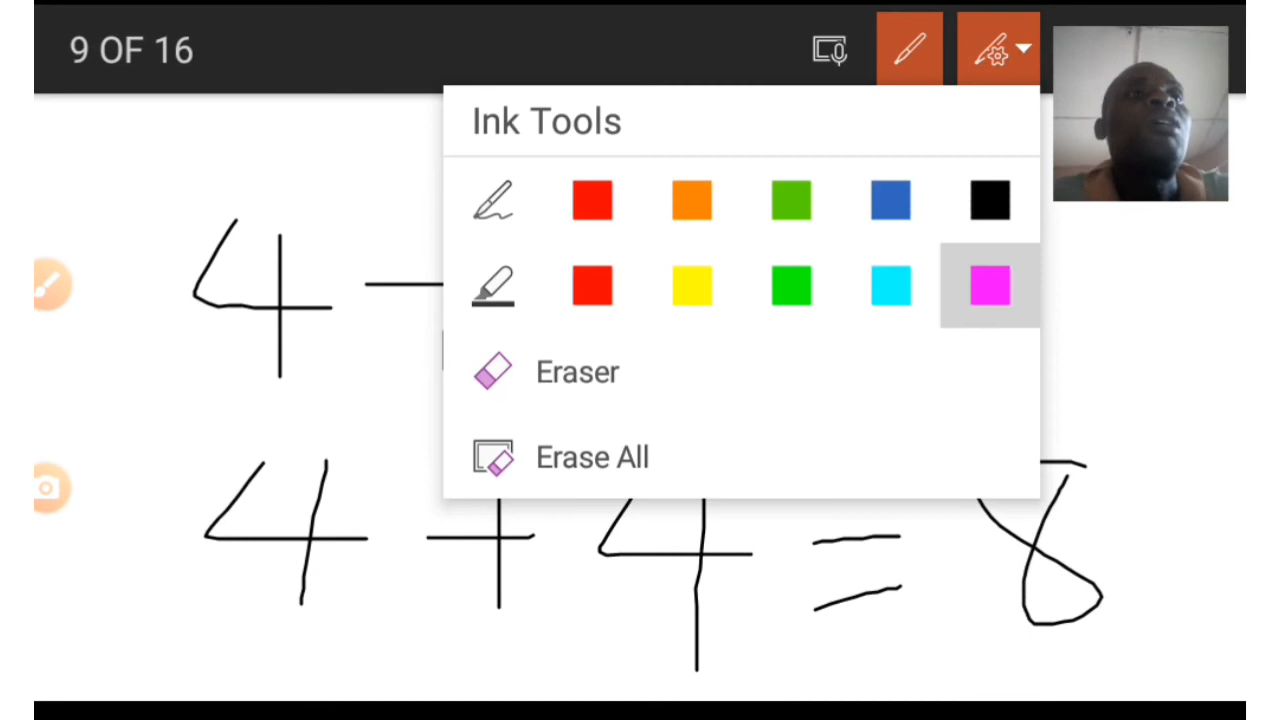 9 OF 16
Ink Tools
4 -
Eraser
Erase All
4 + 4 = 8